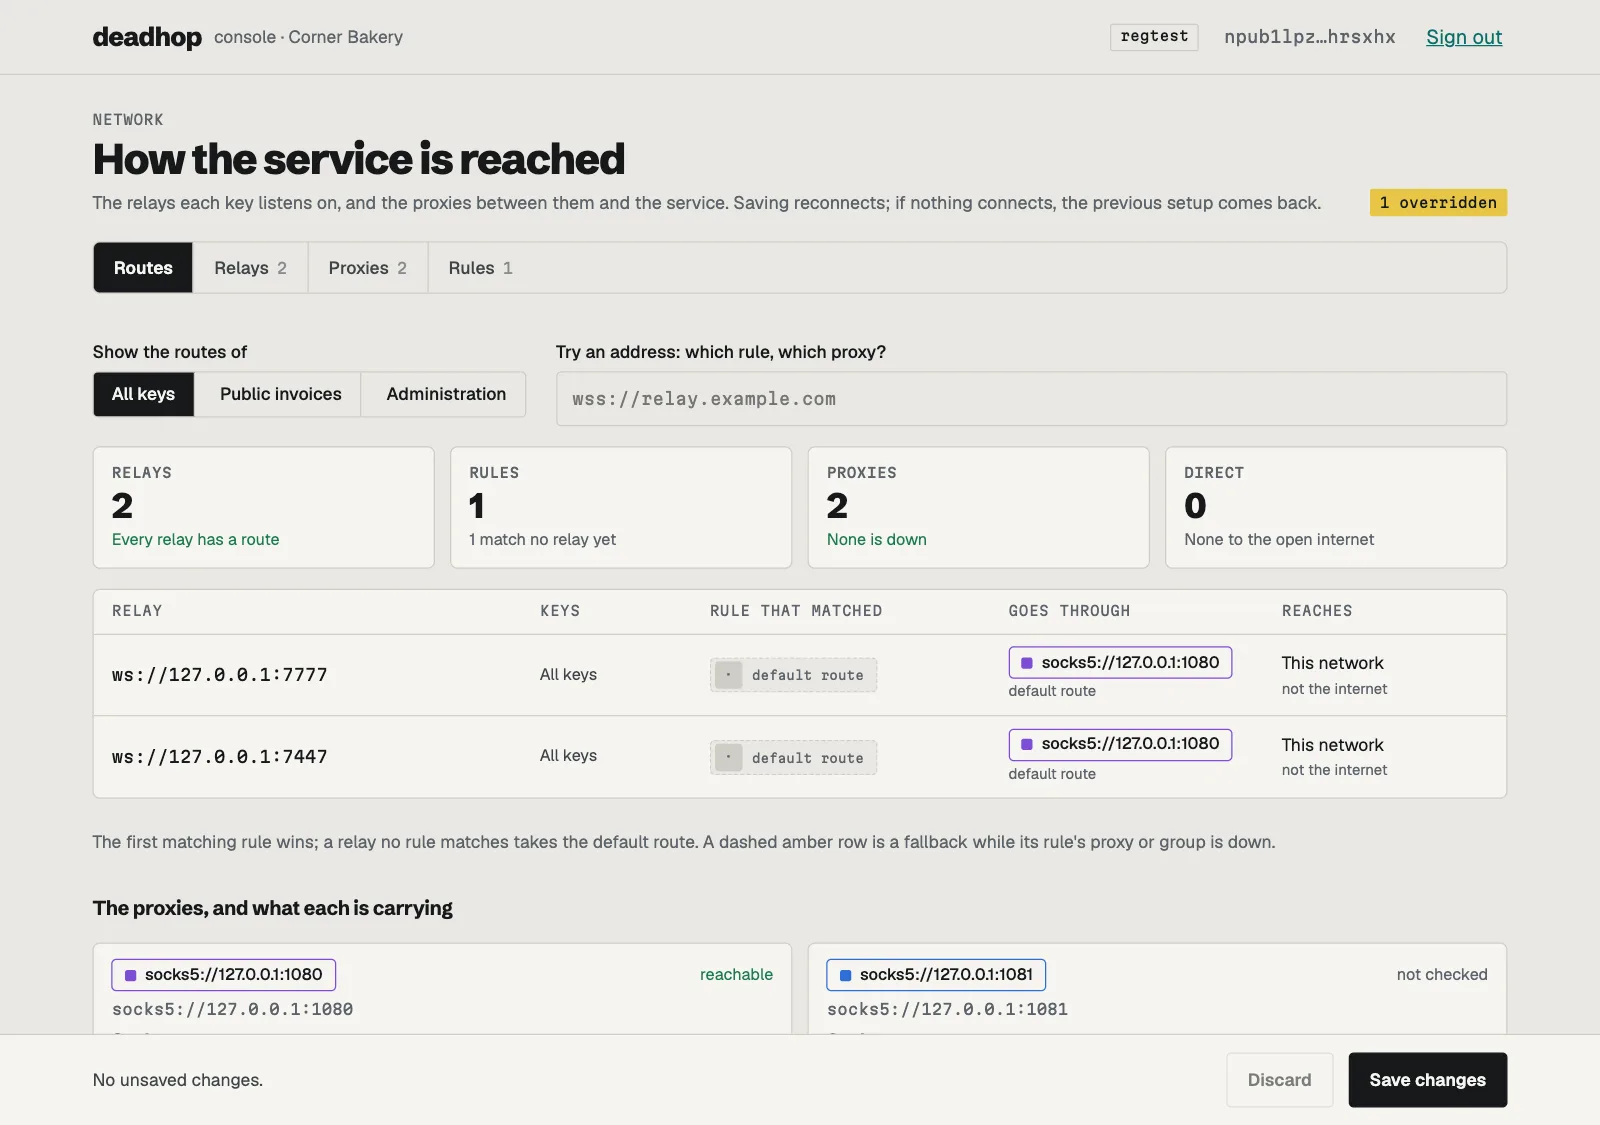 deadhop console · Corner Bakery
regtest npub1lpz…hrsxhx Sign out
NETWORK
How the service is reached
The relays each key listens on, and the proxies between them and the service. Saving reconnects; if nothing connects, the previous setup comes back.
1 overridden
Routes Relays 2 Proxies 2 Rules 1
Show the routes of
All keys Public invoices Administration
Try an address: which rule, which proxy?
wss://relay.example.com
RELAYS
2
Every relay has a route
RULES
1
1 match no relay yet
PROXIES
2
None is down
DIRECT
0
None to the open internet
RELAY KEYS RULE THAT MATCHED GOES THROUGH REACHES
ws://127.0.0.1:7777 All keys · default route socks5://127.0.0.1:1080 This network
default route not the internet
ws://127.0.0.1:7447 All keys · default route socks5://127.0.0.1:1080 This network
default route not the internet
The first matching rule wins; a relay no rule matches takes the default route. A dashed amber row is a fallback while its rule's proxy or group is down.
The proxies, and what each is carrying
socks5://127.0.0.1:1080 reachable
socks5://127.0.0.1:1080
socks5://127.0.0.1:1081 not checked
socks5://127.0.0.1:1081
No unsaved changes.
Discard Save changes